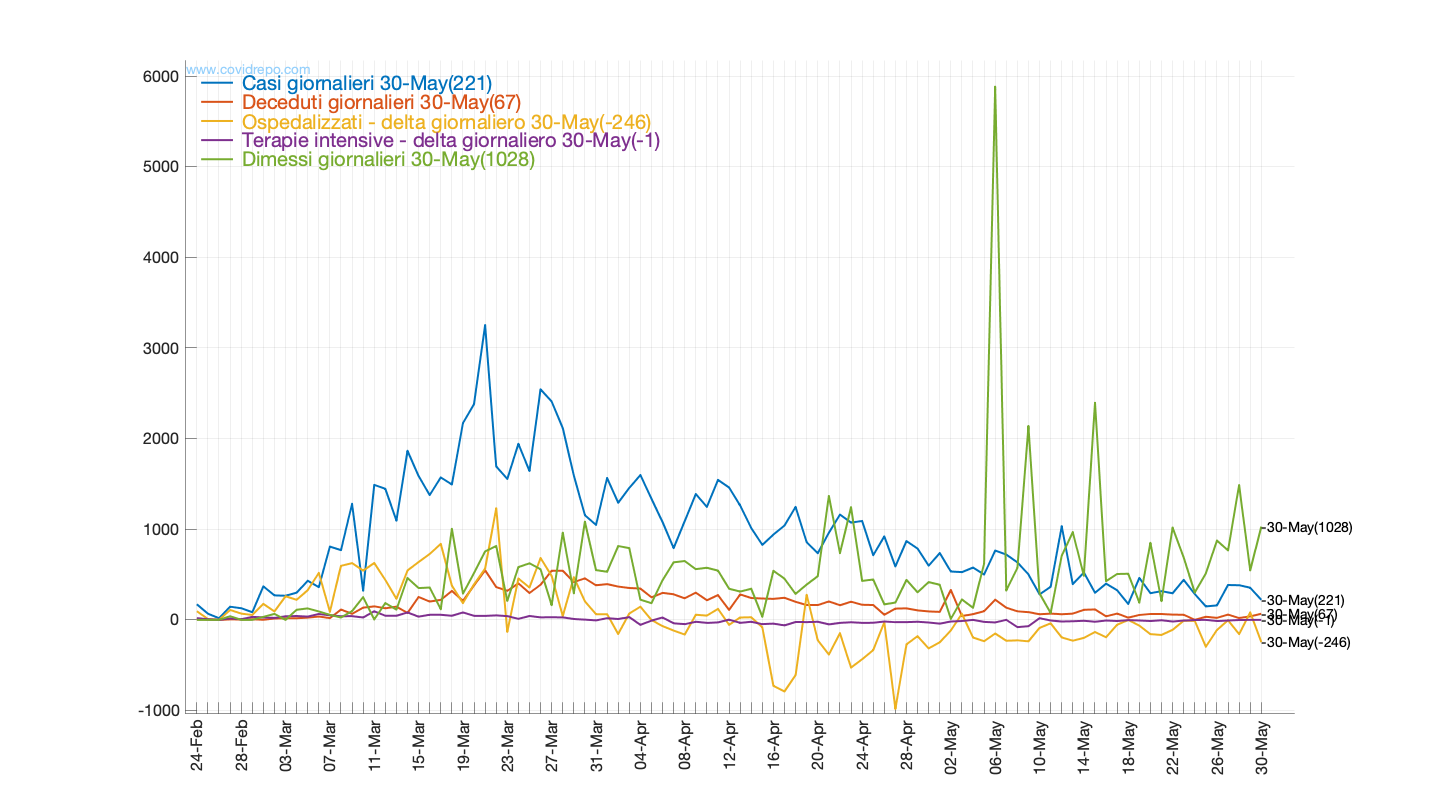 www.covidrepo.com
Casi giornalieri 30-May(221)
Deceduti giornalieri 30-May(67)
Ospedalizzati - delta giornaliero 30-May(-246)
Terapie intensive - delta giornaliero 30-May(-1)
Dimessi giornalieri 30-May(1028)
6000
5000
4000
3000
2000
1000
0
-1000
30-May(1028)
30-May(221)
30-May(67)
30-May(-1)
30-May(-246)
24-Feb
28-Feb
03-Mar
07-Mar
11-Mar
15-Mar
19-Mar
23-Mar
27-Mar
31-Mar
04-Apr
08-Apr
12-Apr
16-Apr
20-Apr
24-Apr
28-Apr
02-May
06-May
10-May
14-May
18-May
22-May
26-May
30-May